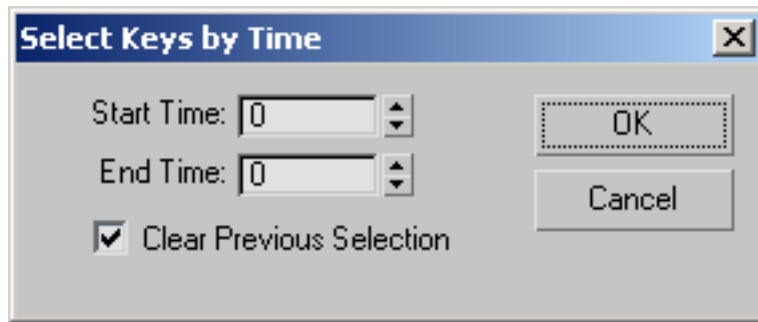 Select Keys by Time
Start Time: 0
OK
End Time: 0
Cancel
Clear Previous Selection